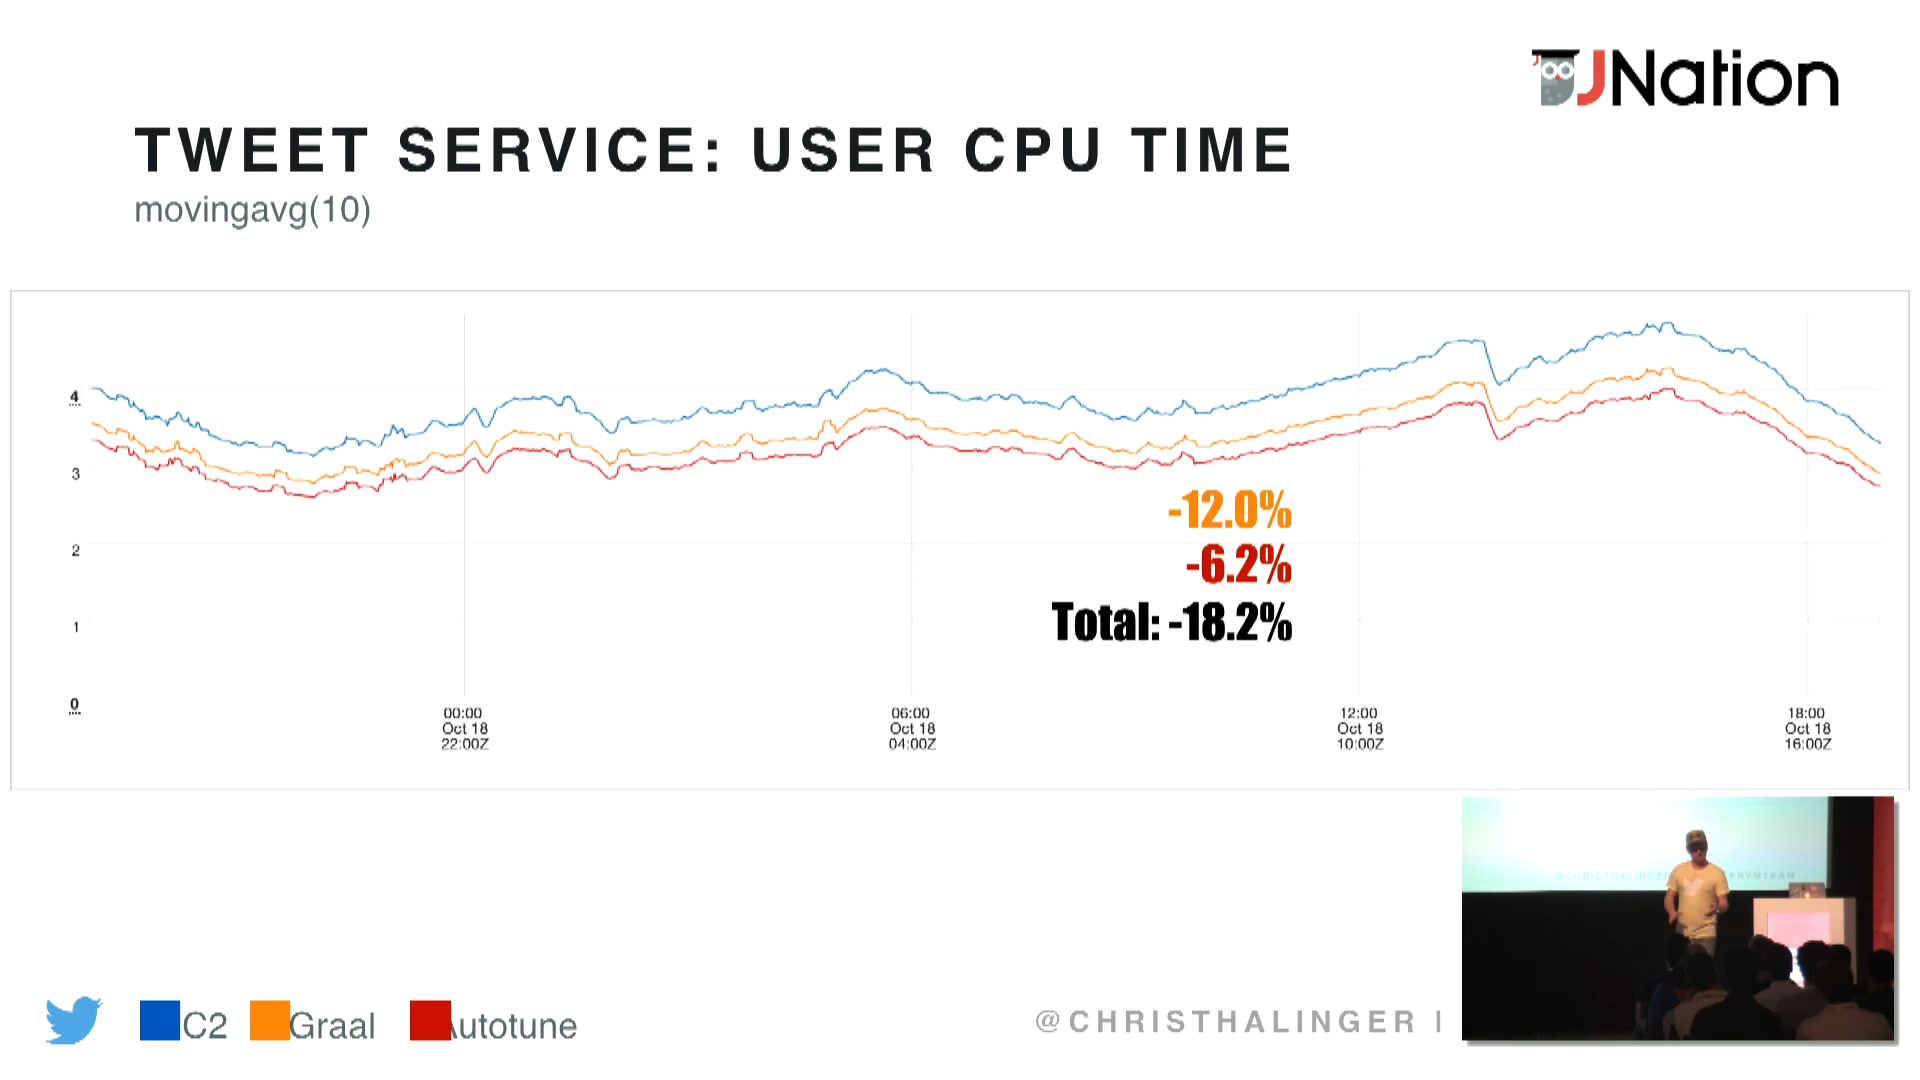 JNation
TWEET SERVICE: USER CPU TIME
movingavg(10)
4
3
2
1
0
-12.0%
-6.2%
Total: -18.2%
00:00
Oct 18
22:00Z
06:00
Oct 18
04:00Z
12:00
Oct 18
10:00Z
18:00
Oct 18
16:00Z
C2
Graal
Autotune
@CHRISTHALINGER |